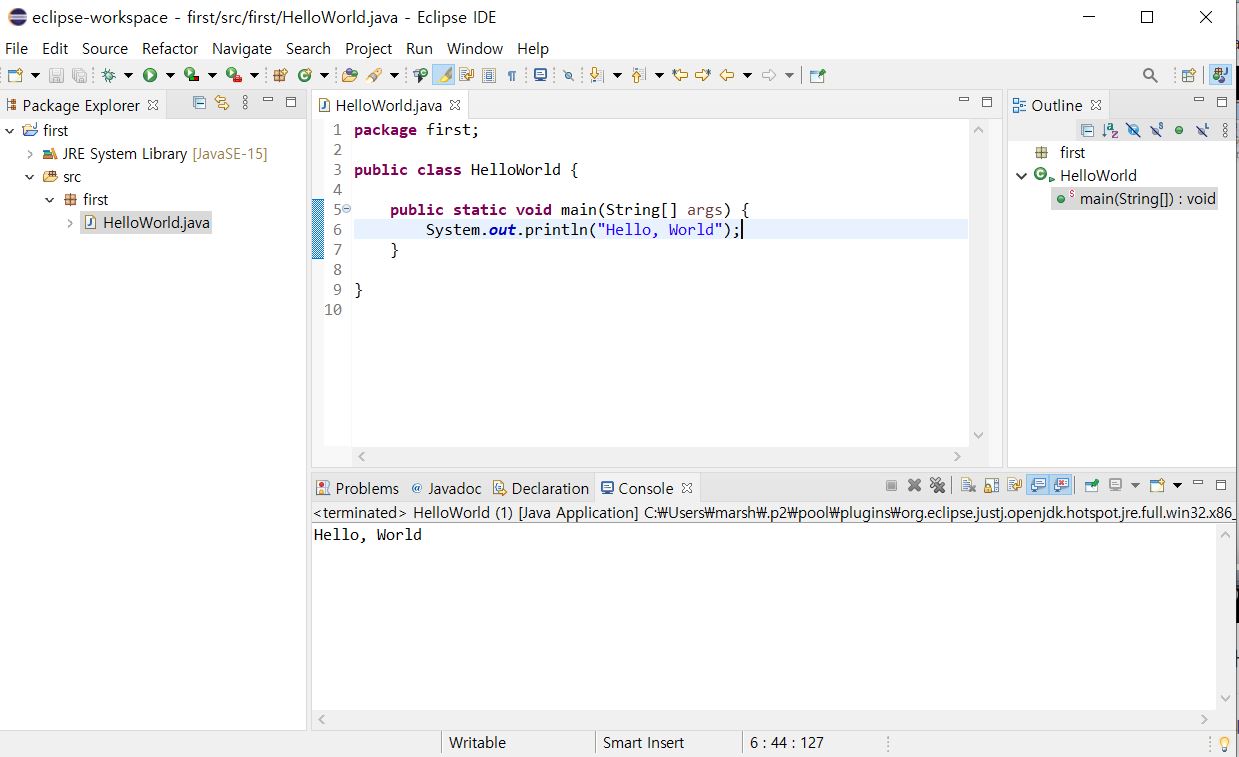 eclipse-workspace - first/src/first/HelloWorld.java - Eclipse IDE
File Edit Source Refactor Navigate Search Project Run Window Help
Package Explorer
first
JRE System Library [JavaSE-15]
src
first
HelloWorld.java
HelloWorld.java
1 package first;
2
3 public class HelloWorld {
4
5 public static void main(String[] args) {
6 System.out.println("Hello, World");
7 }
8
9 }
10
Outline
first
HelloWorld
main(String[]) : void
Problems @ Javadoc Declaration Console
<terminated> HelloWorld (1) [Java Application] C:₩Users₩marsh₩.p2₩pool₩plugins₩org.eclipse.justj.openjdk.hotspot.jre.full.win32.x86_
Hello, World
Writable Smart Insert 6 : 44 : 127